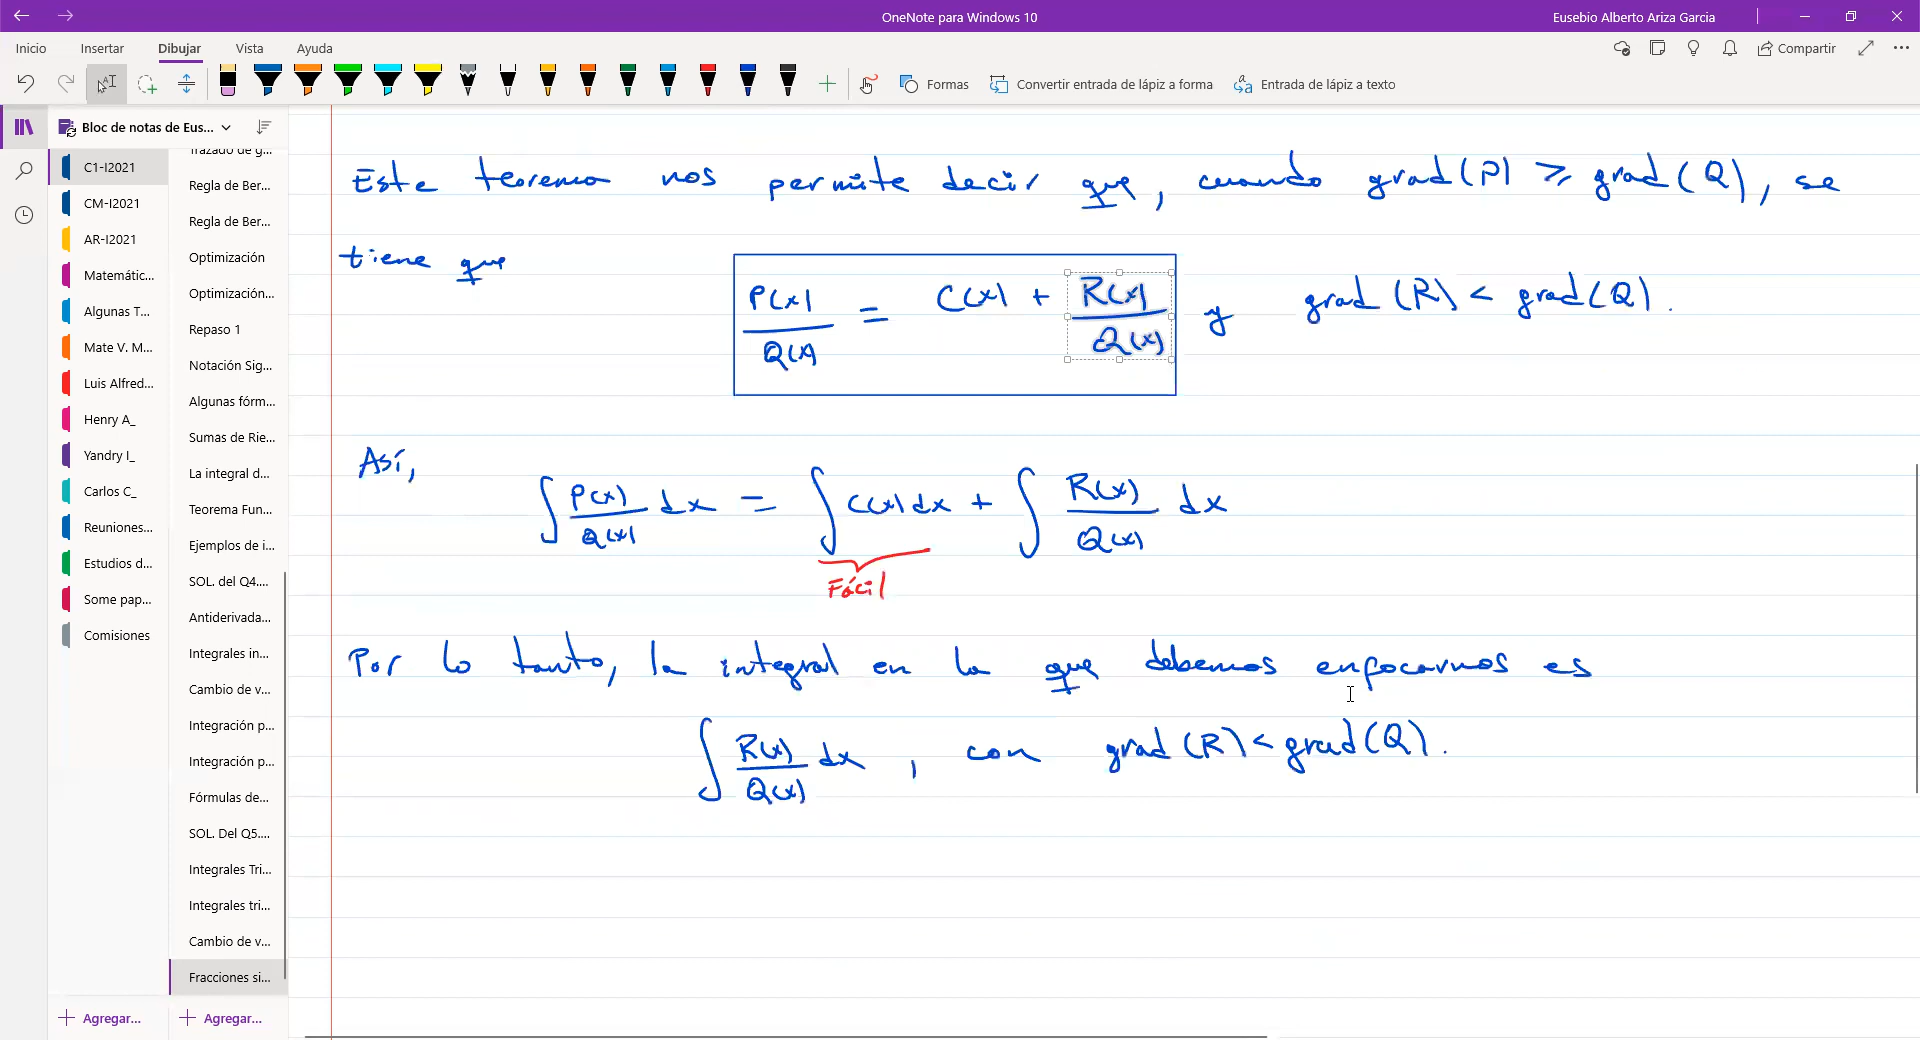 OneNote para Windows 10
Eusebio Alberto Ariza Garcia
Inicio
Insertar
Dibujar
Vista
Ayuda
Compartir
Formas
Convertir entrada de lápiz a forma
Entrada de lápiz a texto
Bloc de notas de Eus...
C1-I2021
CM-I2021
AR-I2021
Matemátic...
Algunas T...
Mate V. M...
Luis Alfred...
Henry A_
Yandry I_
Carlos C_
Reuniones...
Estudios d...
Some pap...
Comisiones
Agregar...
Trazado de g...
Regla de Ber...
Regla de Ber...
Optimización
Optimización...
Repaso 1
Notación Sig...
Algunas fórm...
Sumas de Rie...
La integral d...
Teorema Fun...
Ejemplos de i...
SOL. del Q4....
Antiderivada...
Integrales in...
Cambio de v...
Integración p...
Integración p...
Fórmulas de...
SOL. Del Q5....
Integrales Tri...
Integrales tri...
Cambio de v...
Fracciones si...
Agregar...
Este teorema nos permite decir que, cuando grad(P) ≥ grad(Q), se
tiene que
P(x)/Q(x) = C(x) + R(x)/Q(x) y grad(R) < grad(Q).
Así,
∫ P(x)/Q(x) dx = ∫ C(x) dx + ∫ R(x)/Q(x) dx
Fácil
Por lo tanto, la integral en la que debemos enfocarnos es
∫ R(x)/Q(x) dx, con grad(R) < grad(Q).